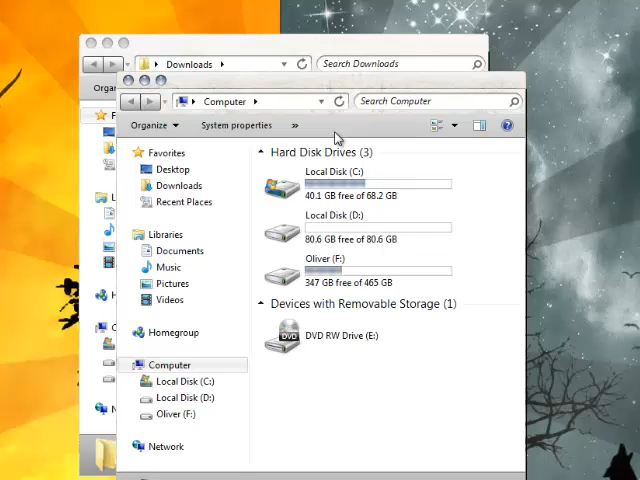 Downloads
Search Downloads
Orga
Computer
Search Computer
Organize
System properties
»
Favorites
Desktop
Downloads
Recent Places
Libraries
Documents
Music
Pictures
Videos
Homegroup
Computer
Local Disk (C:)
Local Disk (D:)
Oliver (F:)
Network
Hard Disk Drives (3)
Local Disk (C:)
40.1 GB free of 68.2 GB
Local Disk (D:)
80.6 GB free of 80.6 GB
Oliver (F:)
347 GB free of 465 GB
Devices with Removable Storage (1)
DVD
DVD RW Drive (E:)